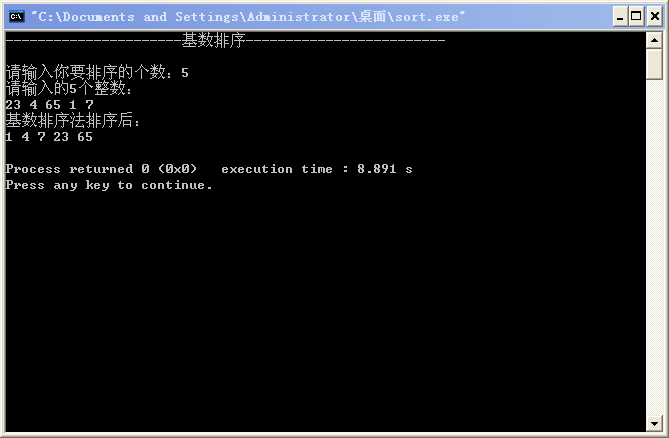 "C:\Documents and Settings\Administrator\桌面\sort.exe"
----------------------基数排序-------------------------
请输入你要排序的个数：5
请输入的5个整数：
23 4 65 1 7
基数排序法排序后：
1 4 7 23 65
Process returned 0 (0x0)   execution time : 8.891 s
Press any key to continue.